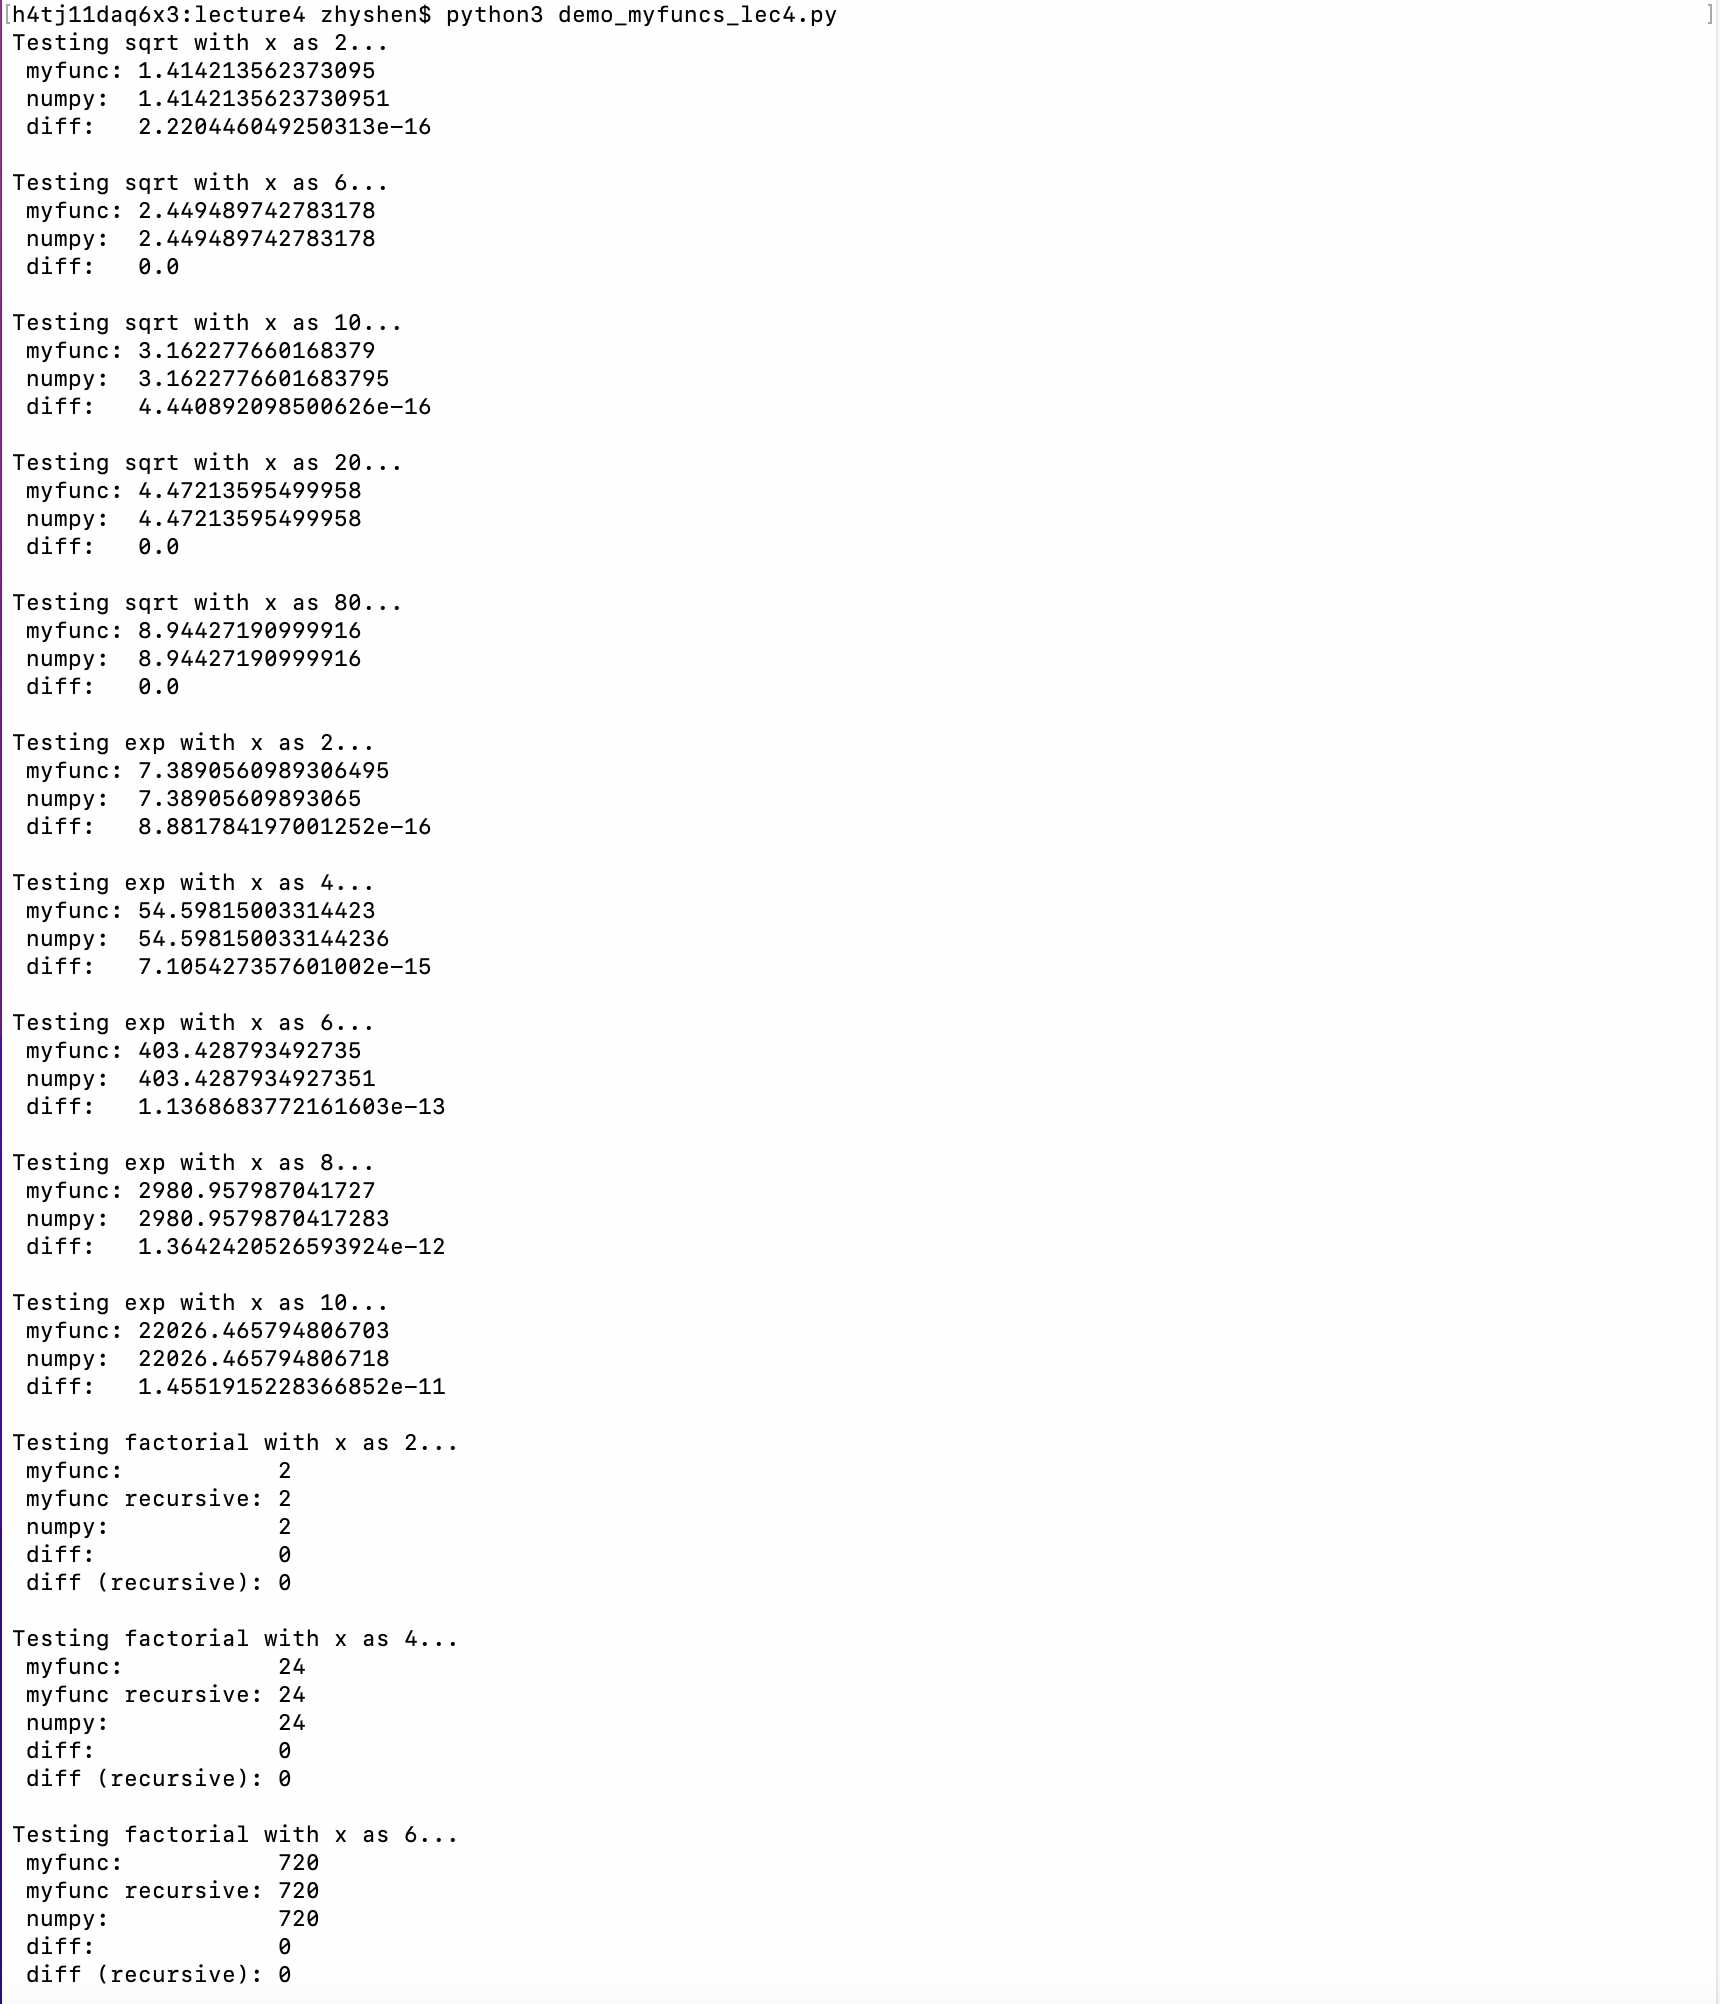 [h4tj11daq6x3:lecture4 zhyshen$ python3 demo_myfuncs_lec4.py ]
Testing sqrt with x as 2...
 myfunc: 1.414213562373095
 numpy:  1.4142135623730951
 diff:   2.220446049250313e-16

Testing sqrt with x as 6...
 myfunc: 2.449489742783178
 numpy:  2.449489742783178
 diff:   0.0

Testing sqrt with x as 10...
 myfunc: 3.162277660168379
 numpy:  3.1622776601683795
 diff:   4.440892098500626e-16

Testing sqrt with x as 20...
 myfunc: 4.47213595499958
 numpy:  4.47213595499958
 diff:   0.0

Testing sqrt with x as 80...
 myfunc: 8.94427190999916
 numpy:  8.94427190999916
 diff:   0.0

Testing exp with x as 2...
 myfunc: 7.3890560989306495
 numpy:  7.38905609893065
 diff:   8.881784197001252e-16

Testing exp with x as 4...
 myfunc: 54.59815003314423
 numpy:  54.598150033144236
 diff:   7.105427357601002e-15

Testing exp with x as 6...
 myfunc: 403.428793492735
 numpy:  403.4287934927351
 diff:   1.1368683772161603e-13

Testing exp with x as 8...
 myfunc: 2980.957987041727
 numpy:  2980.9579870417283
 diff:   1.3642420526593924e-12

Testing exp with x as 10...
 myfunc: 22026.465794806703
 numpy:  22026.465794806718
 diff:   1.4551915228366852e-11

Testing factorial with x as 2...
 myfunc:           2
 myfunc recursive: 2
 numpy:            2
 diff:             0
 diff (recursive): 0

Testing factorial with x as 4...
 myfunc:           24
 myfunc recursive: 24
 numpy:            24
 diff:             0
 diff (recursive): 0

Testing factorial with x as 6...
 myfunc:           720
 myfunc recursive: 720
 numpy:            720
 diff:             0
 diff (recursive): 0